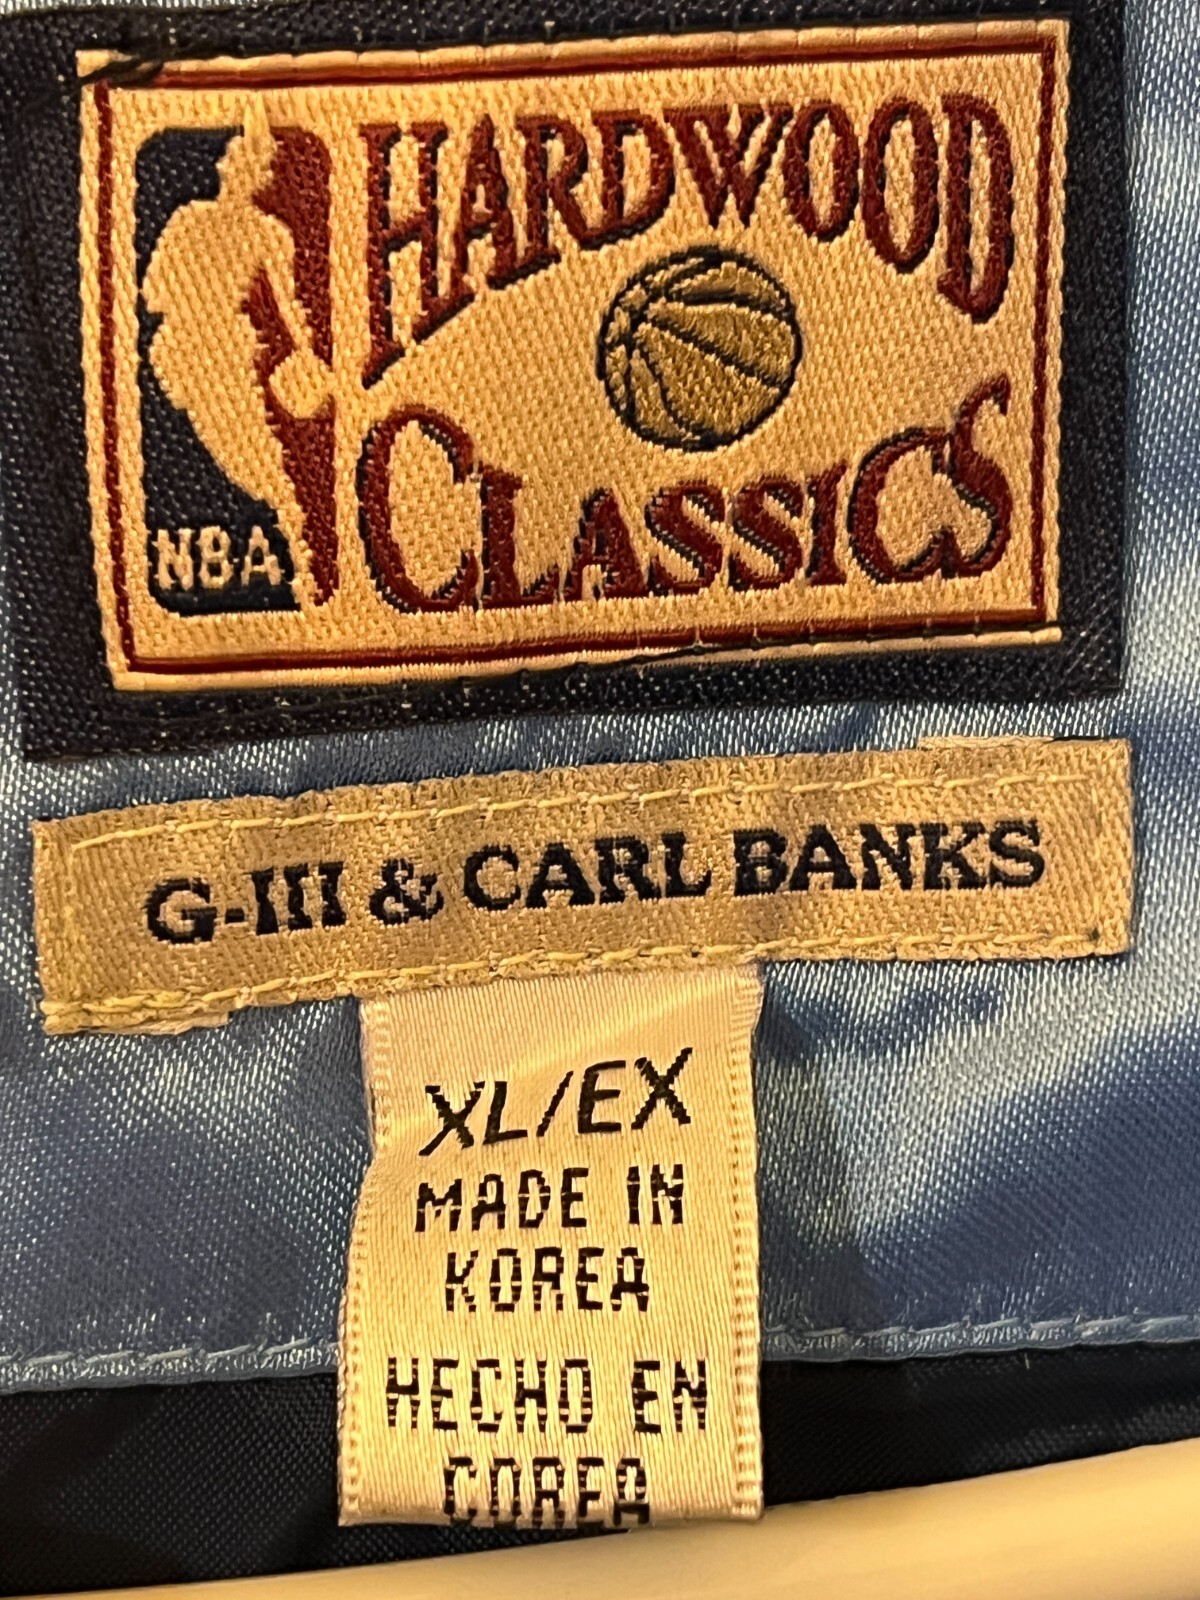 HARDWOOD
CLASSICS
NBA
G-III & CARL BANKS
XL/EX
MADE IN
KOREA
HECHO EN
COREA